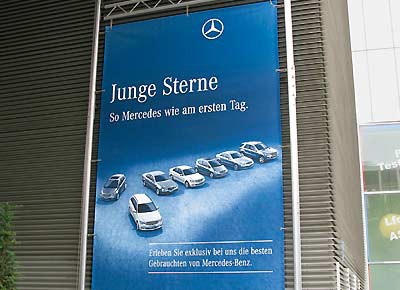 Junge Sterne
So Mercedes wie am ersten Tag.
Erleben Sie exklusiv bei uns die besten
Gebrauchten von Mercedes-Benz.